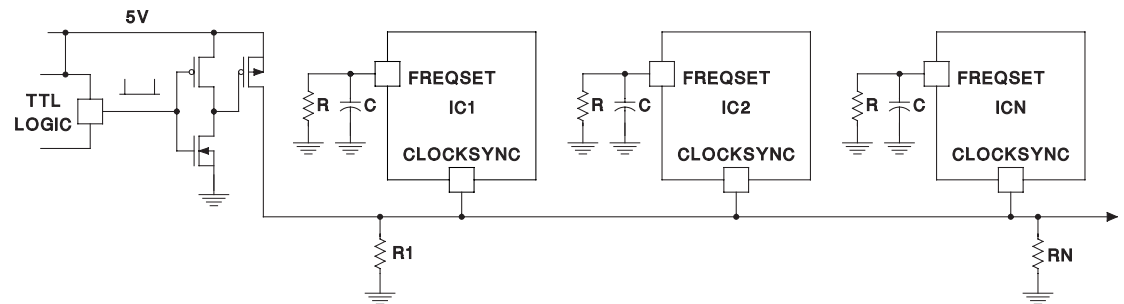 5V
TTL
LOGIC
R
C
FREQSET
IC1
CLOCKSYNC
R
C
FREQSET
IC2
CLOCKSYNC
R
C
FREQSET
ICN
CLOCKSYNC
R1
RN